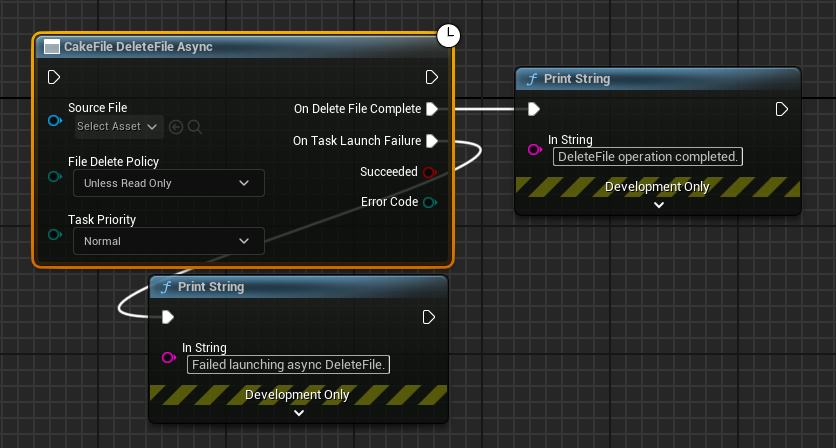 CakeFile DeleteFile Async
Source File
Select Asset
File Delete Policy
Unless Read Only
Task Priority
Normal
On Delete File Complete
On Task Launch Failure
Succeeded
Error Code
Print String
In String
DeleteFile operation completed.
Development Only
Print String
In String
Failed launching async DeleteFile.
Development Only